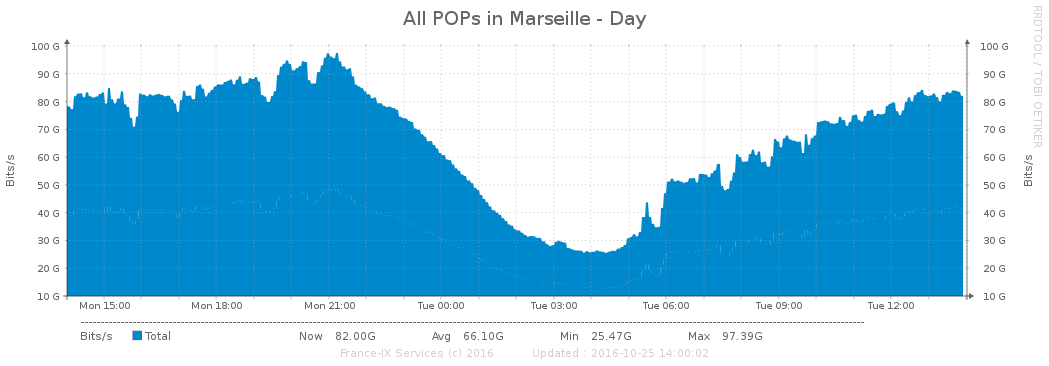 All POPs in Marseille - Day
RRDTOOL / TOBI OETIKER
100 G 100 G
90 G 90 G
80 G 80 G
70 G 70 G
60 G 60 G
50 G 50 G
40 G 40 G
30 G 30 G
20 G 20 G
10 G 10 G
Bits/s
Bits/s
Mon 15:00 Mon 18:00 Mon 21:00 Tue 00:00 Tue 03:00 Tue 06:00 Tue 09:00 Tue 12:00
Bits/s Total Now 82.00G Avg 66.10G Min 25.47G Max 97.39G
France-IX Services (c) 2016 Updated : 2016-10-25 14:00:02